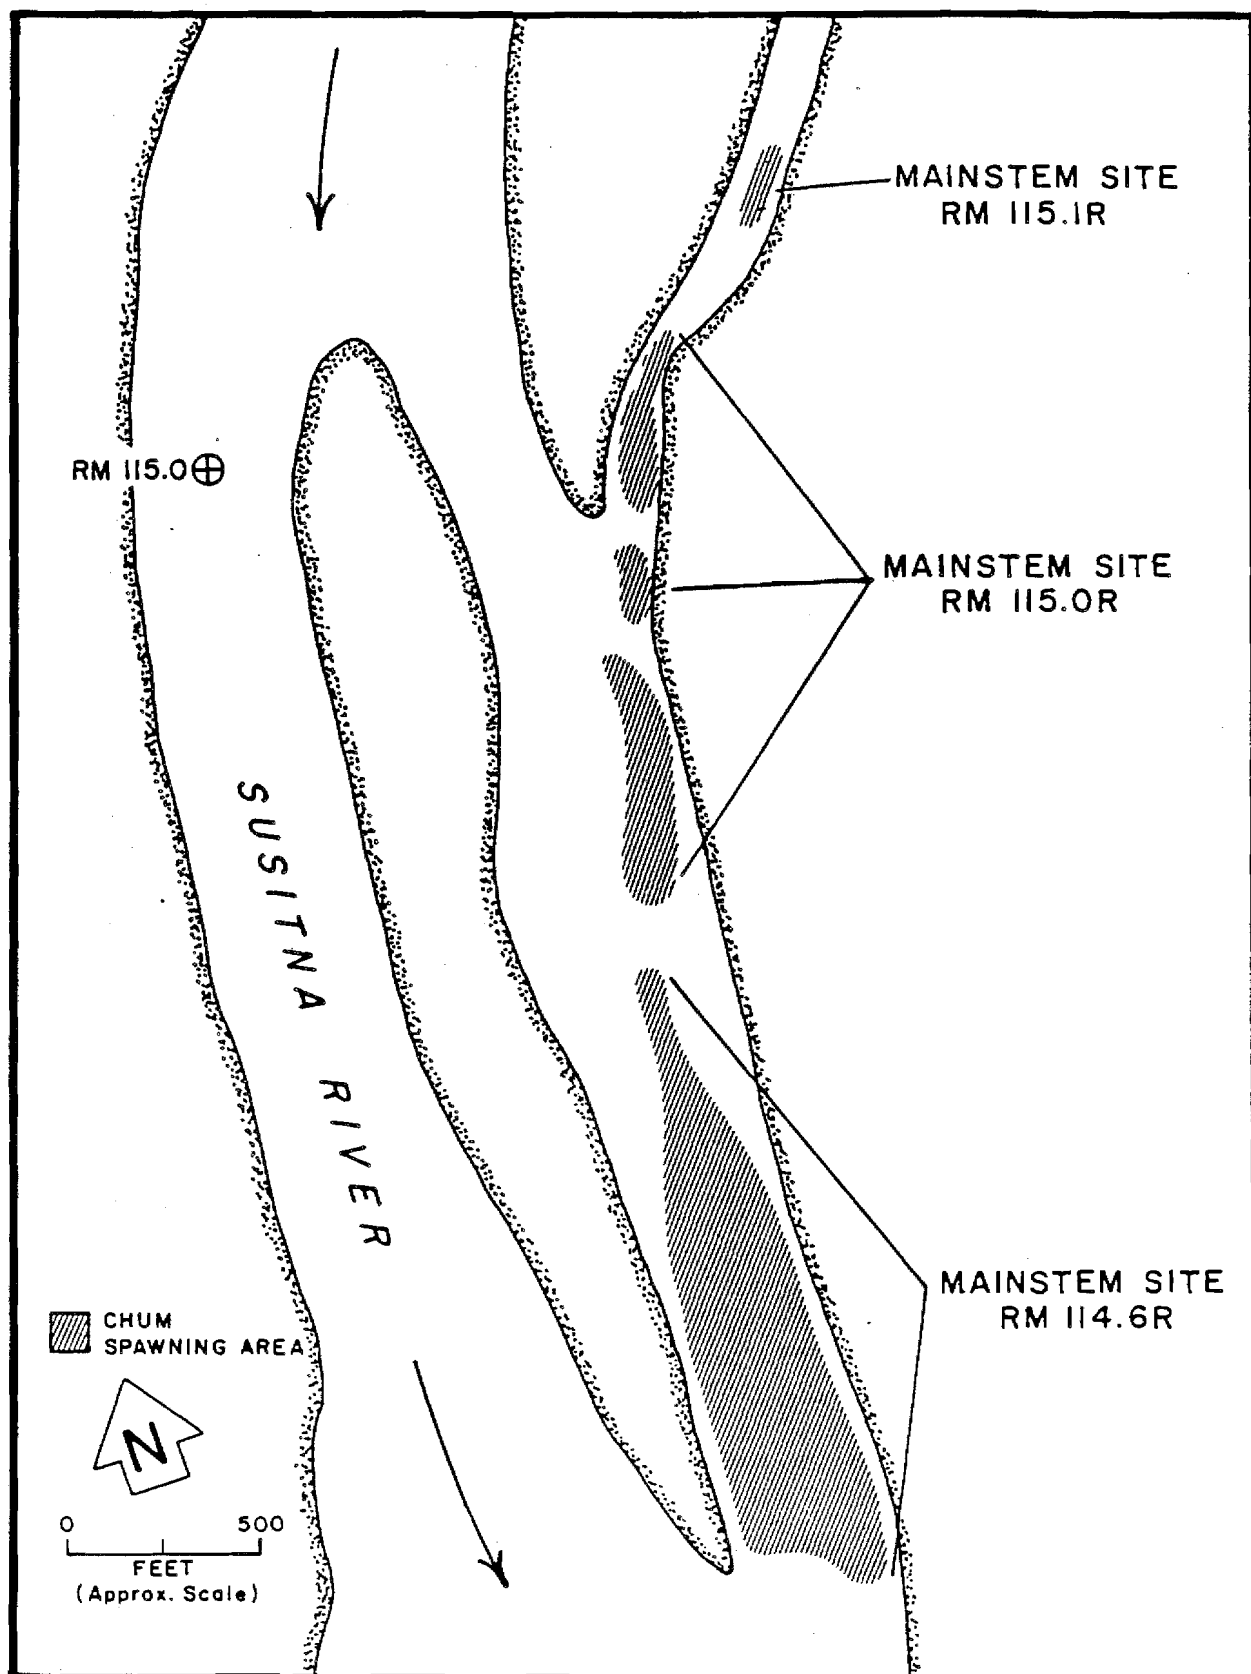 MAINSTEM SITE
RM 115.1R
RM 115.0
MAINSTEM SITE
RM 115.0R
SUSITNA RIVER
MAINSTEM SITE
RM 114.6R
CHUM
SPAWNING AREA
N
0 500
FEET
(Approx. Scale)